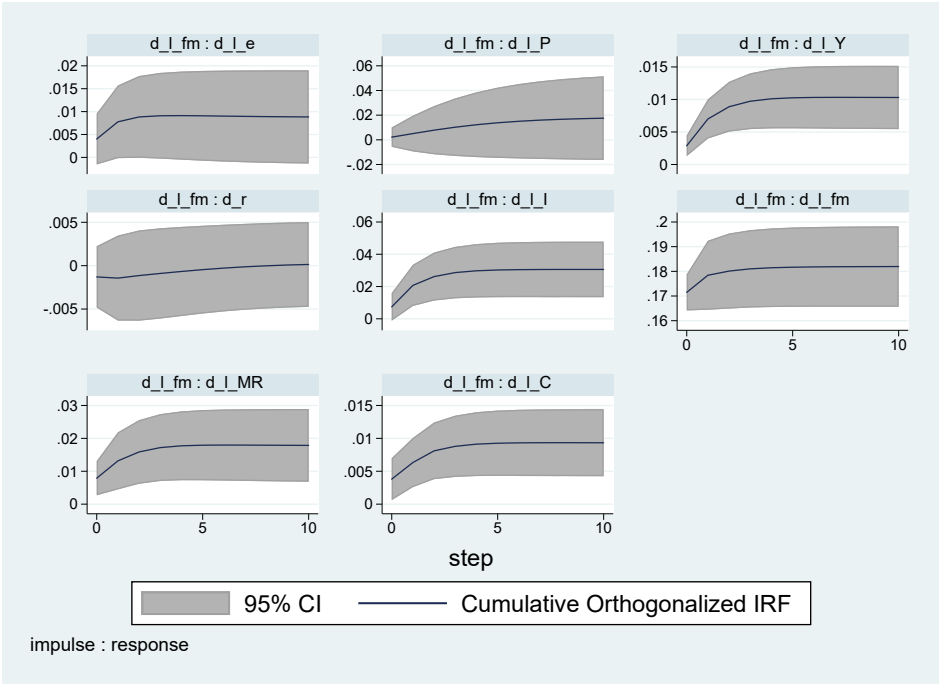 d_l_fm : d_l_e
d_l_fm : d_l_P
d_l_fm : d_l_Y
.02
.015
.01
.005
0
.06
.04
.02
0
-.02
.015
.01
.005
0
d_l_fm : d_r
d_l_fm : d_l_I
d_l_fm : d_l_fm
.005
0
-.005
.06
.04
.02
0
.2
.19
.18
.17
.16
0 5 10
d_l_fm : d_l_MR
d_l_fm : d_l_C
.03
.02
.01
0
0 5 10
.015
.01
.005
0
0 5 10
step
95% CI Cumulative Orthogonalized IRF
impulse : response